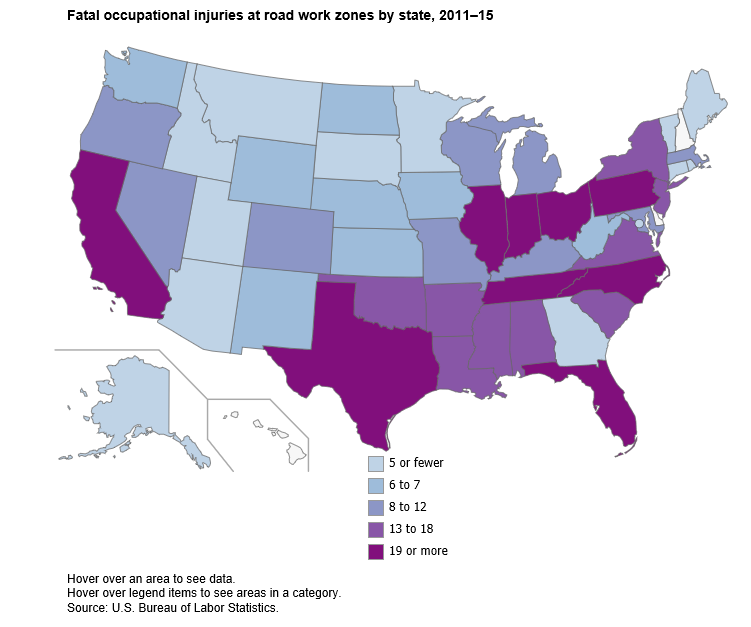 Fatal occupational injuries at road work zones by state, 2011–15
5 or fewer
6 to 7
8 to 12
13 to 18
19 or more
Hover over an area to see data.
Hover over legend items to see areas in a category.
Source: U.S. Bureau of Labor Statistics.